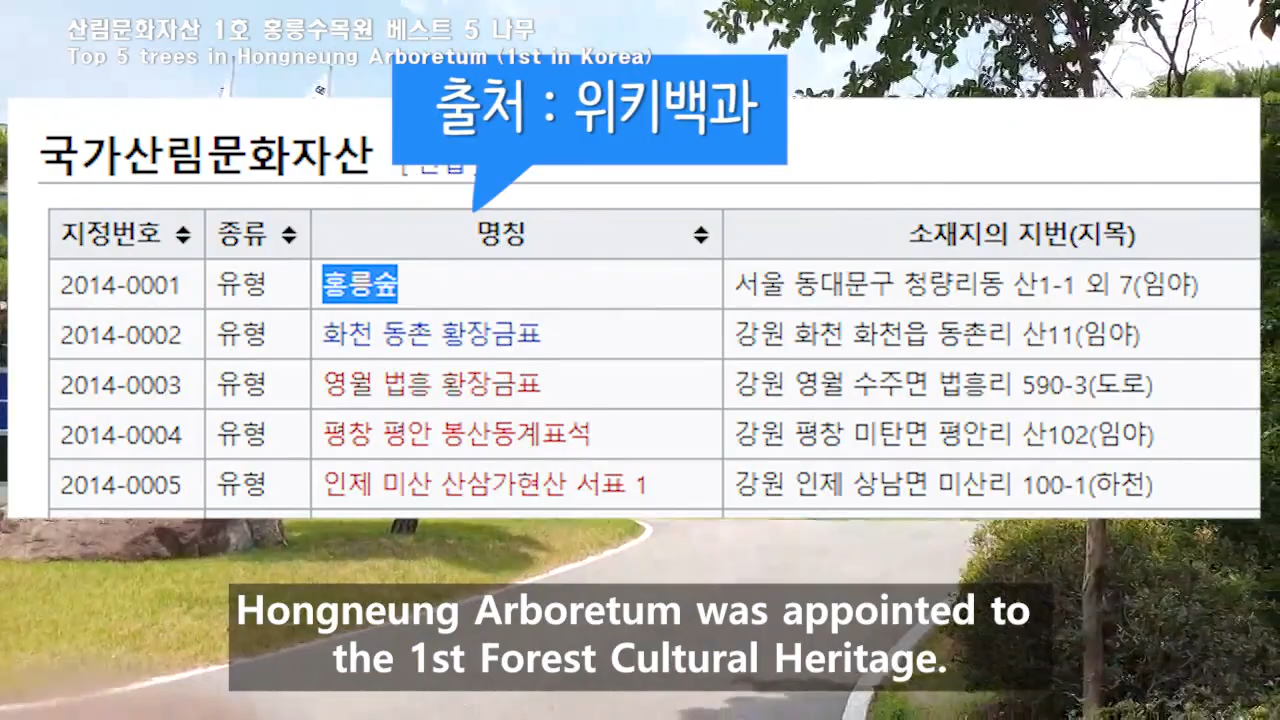 산림문화자산 1호 홍릉수목원 베스트 5 나무
Top 5 trees in Hongneung Arboretum (1st in Korea)
출처 : 위키백과
국가산림문화자산
지정번호 종류 명칭 소재지의 지번(지목)
2014-0001 유형 홍릉숲 서울 동대문구 청량리동 산1-1 외 7(임야)
2014-0002 유형 화천 동촌 황장금표 강원 화천 화천읍 동촌리 산11(임야)
2014-0003 유형 영월 법흥 황장금표 강원 영월 수주면 법흥리 590-3(도로)
2014-0004 유형 평창 평안 봉산동계표석 강원 평창 미탄면 평안리 산102(임야)
2014-0005 유형 인제 미산 산삼가현산 서표 1 강원 인제 상남면 미산리 100-1(하천)
Hongneung Arboretum was appointed to
the 1st Forest Cultural Heritage.